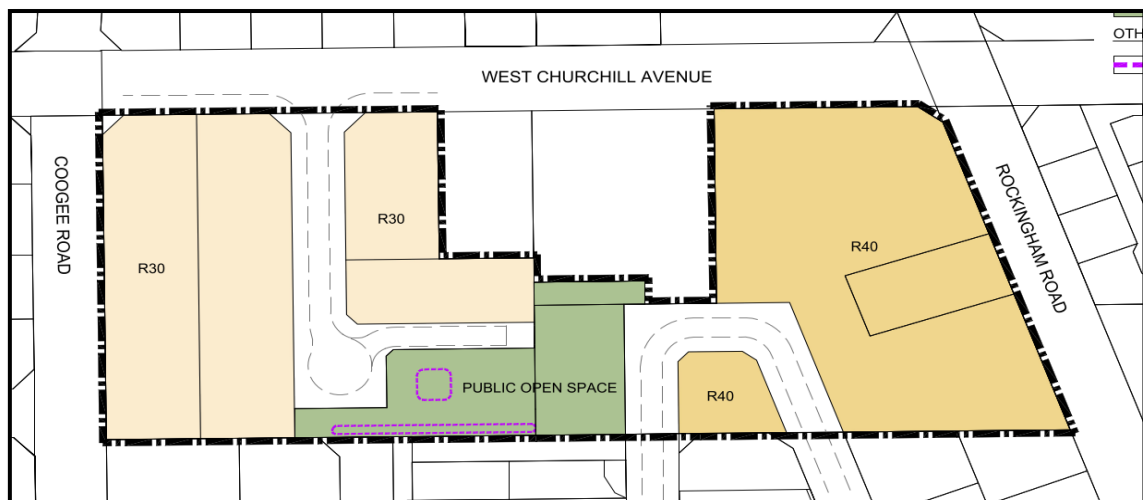 OTH
WEST CHURCHILL AVENUE
COOGEE ROAD
ROCKINGHAM ROAD
R30
R30
R40
PUBLIC OPEN SPACE
R40